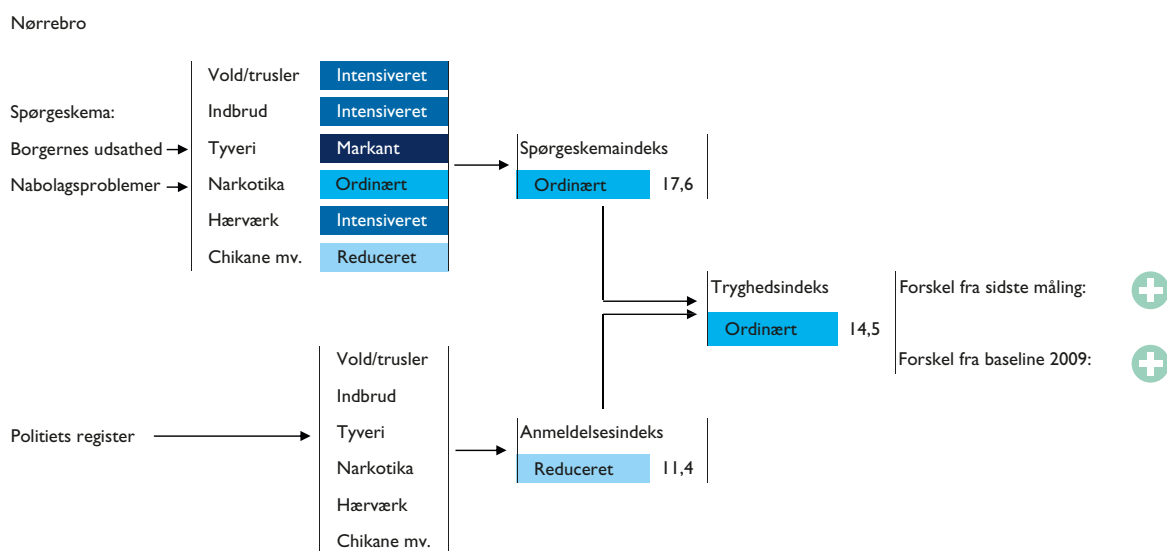 Nørrebro
Spørgeskema:
Borgernes udsathed
Nabolagsproblemer
Vold/trusler Intensiveret
Indbrud Intensiveret
Tyveri Markant
Narkotika Ordinært
Hærværk Intensiveret
Chikane mv. Reduceret
Spørgeskemaindeks
Ordinært 17,6
Tryghedsindeks
Ordinært 14,5
Forskel fra sidste måling:
Forskel fra baseline 2009:
Politiets register
Vold/trusler
Indbrud
Tyveri
Narkotika
Hærværk
Chikane mv.
Anmeldelsesindeks
Reduceret 11,4